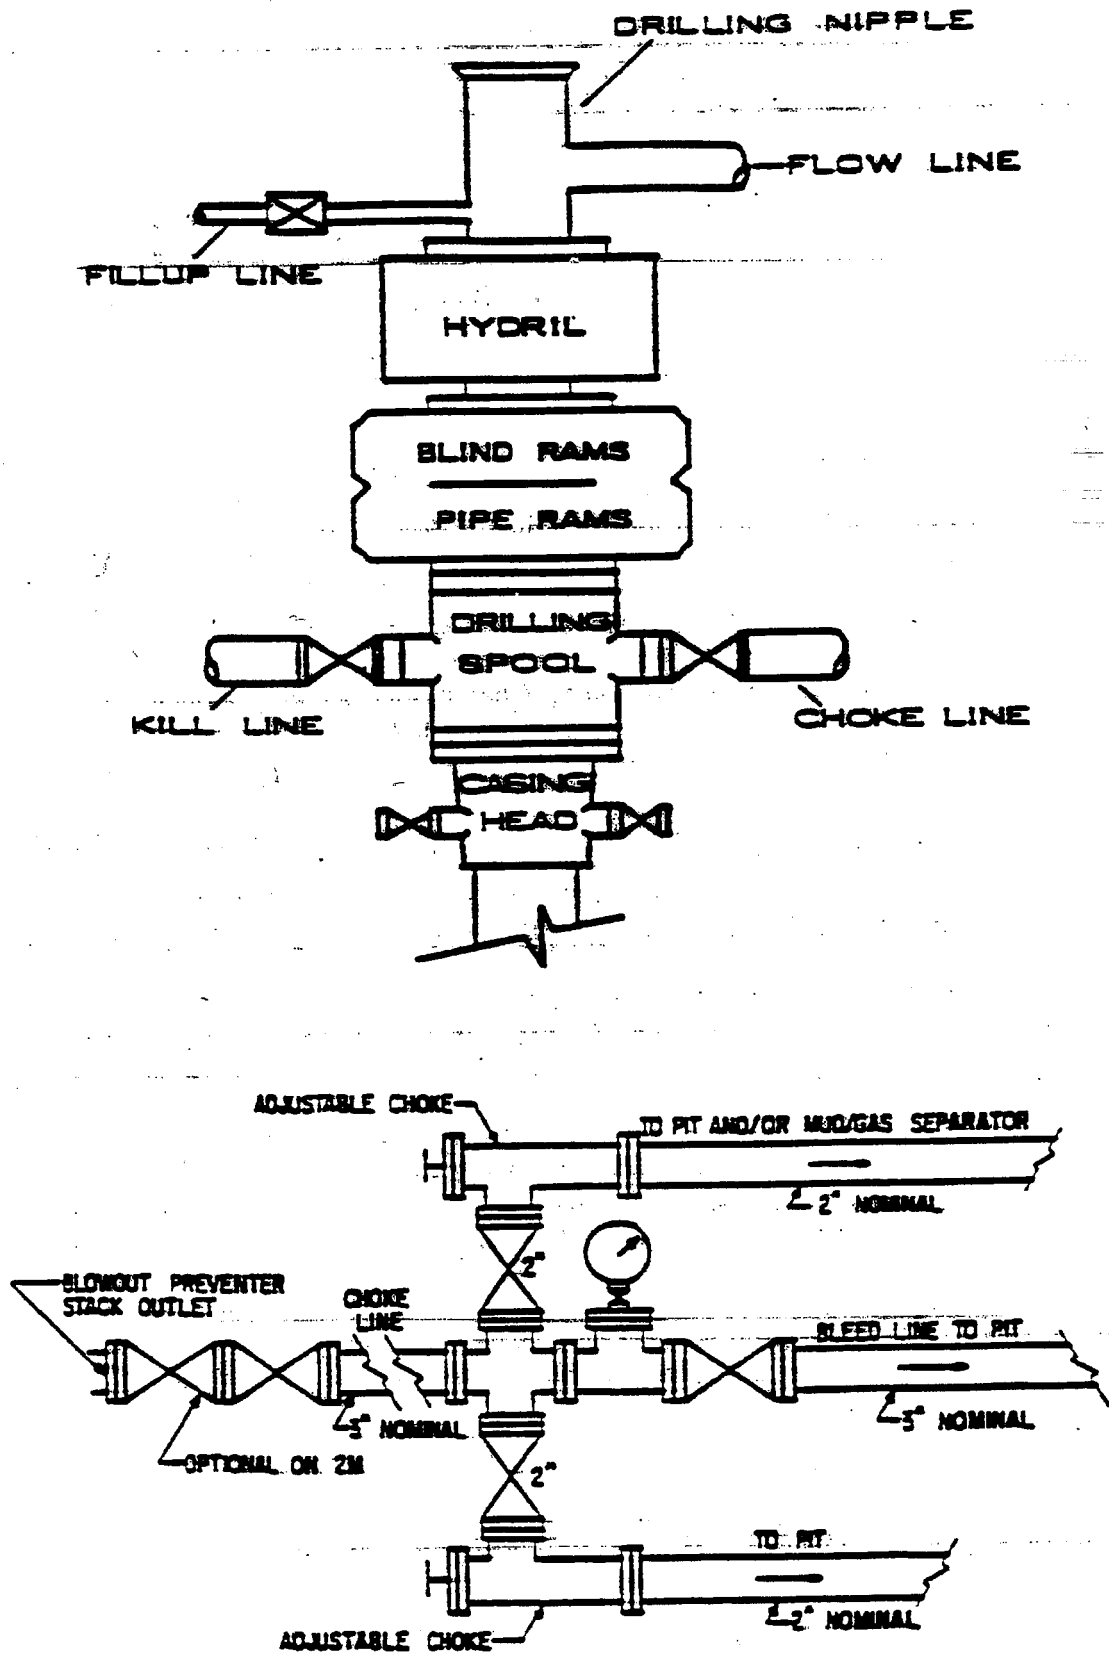 DRILLING NIPPLE
FLOW LINE
FILLUP LINE
HYDRIL
BLIND RAMS
PIPE RAMS
DRILLING
SPOOL
KILL LINE
CHOKE LINE
CASING
HEAD
ADJUSTABLE CHOKE
TO PIT AND/OR MUD/GAS SEPARATOR
2" NOMINAL
2"
BLOWOUT PREVENTER
STACK OUTLET
CHOKE
LINE
BLEED LINE TO PIT
3" NOMINAL
3" NOMINAL
OPTIONAL ON 2M
2"
TO PIT
2" NOMINAL
ADJUSTABLE CHOKE